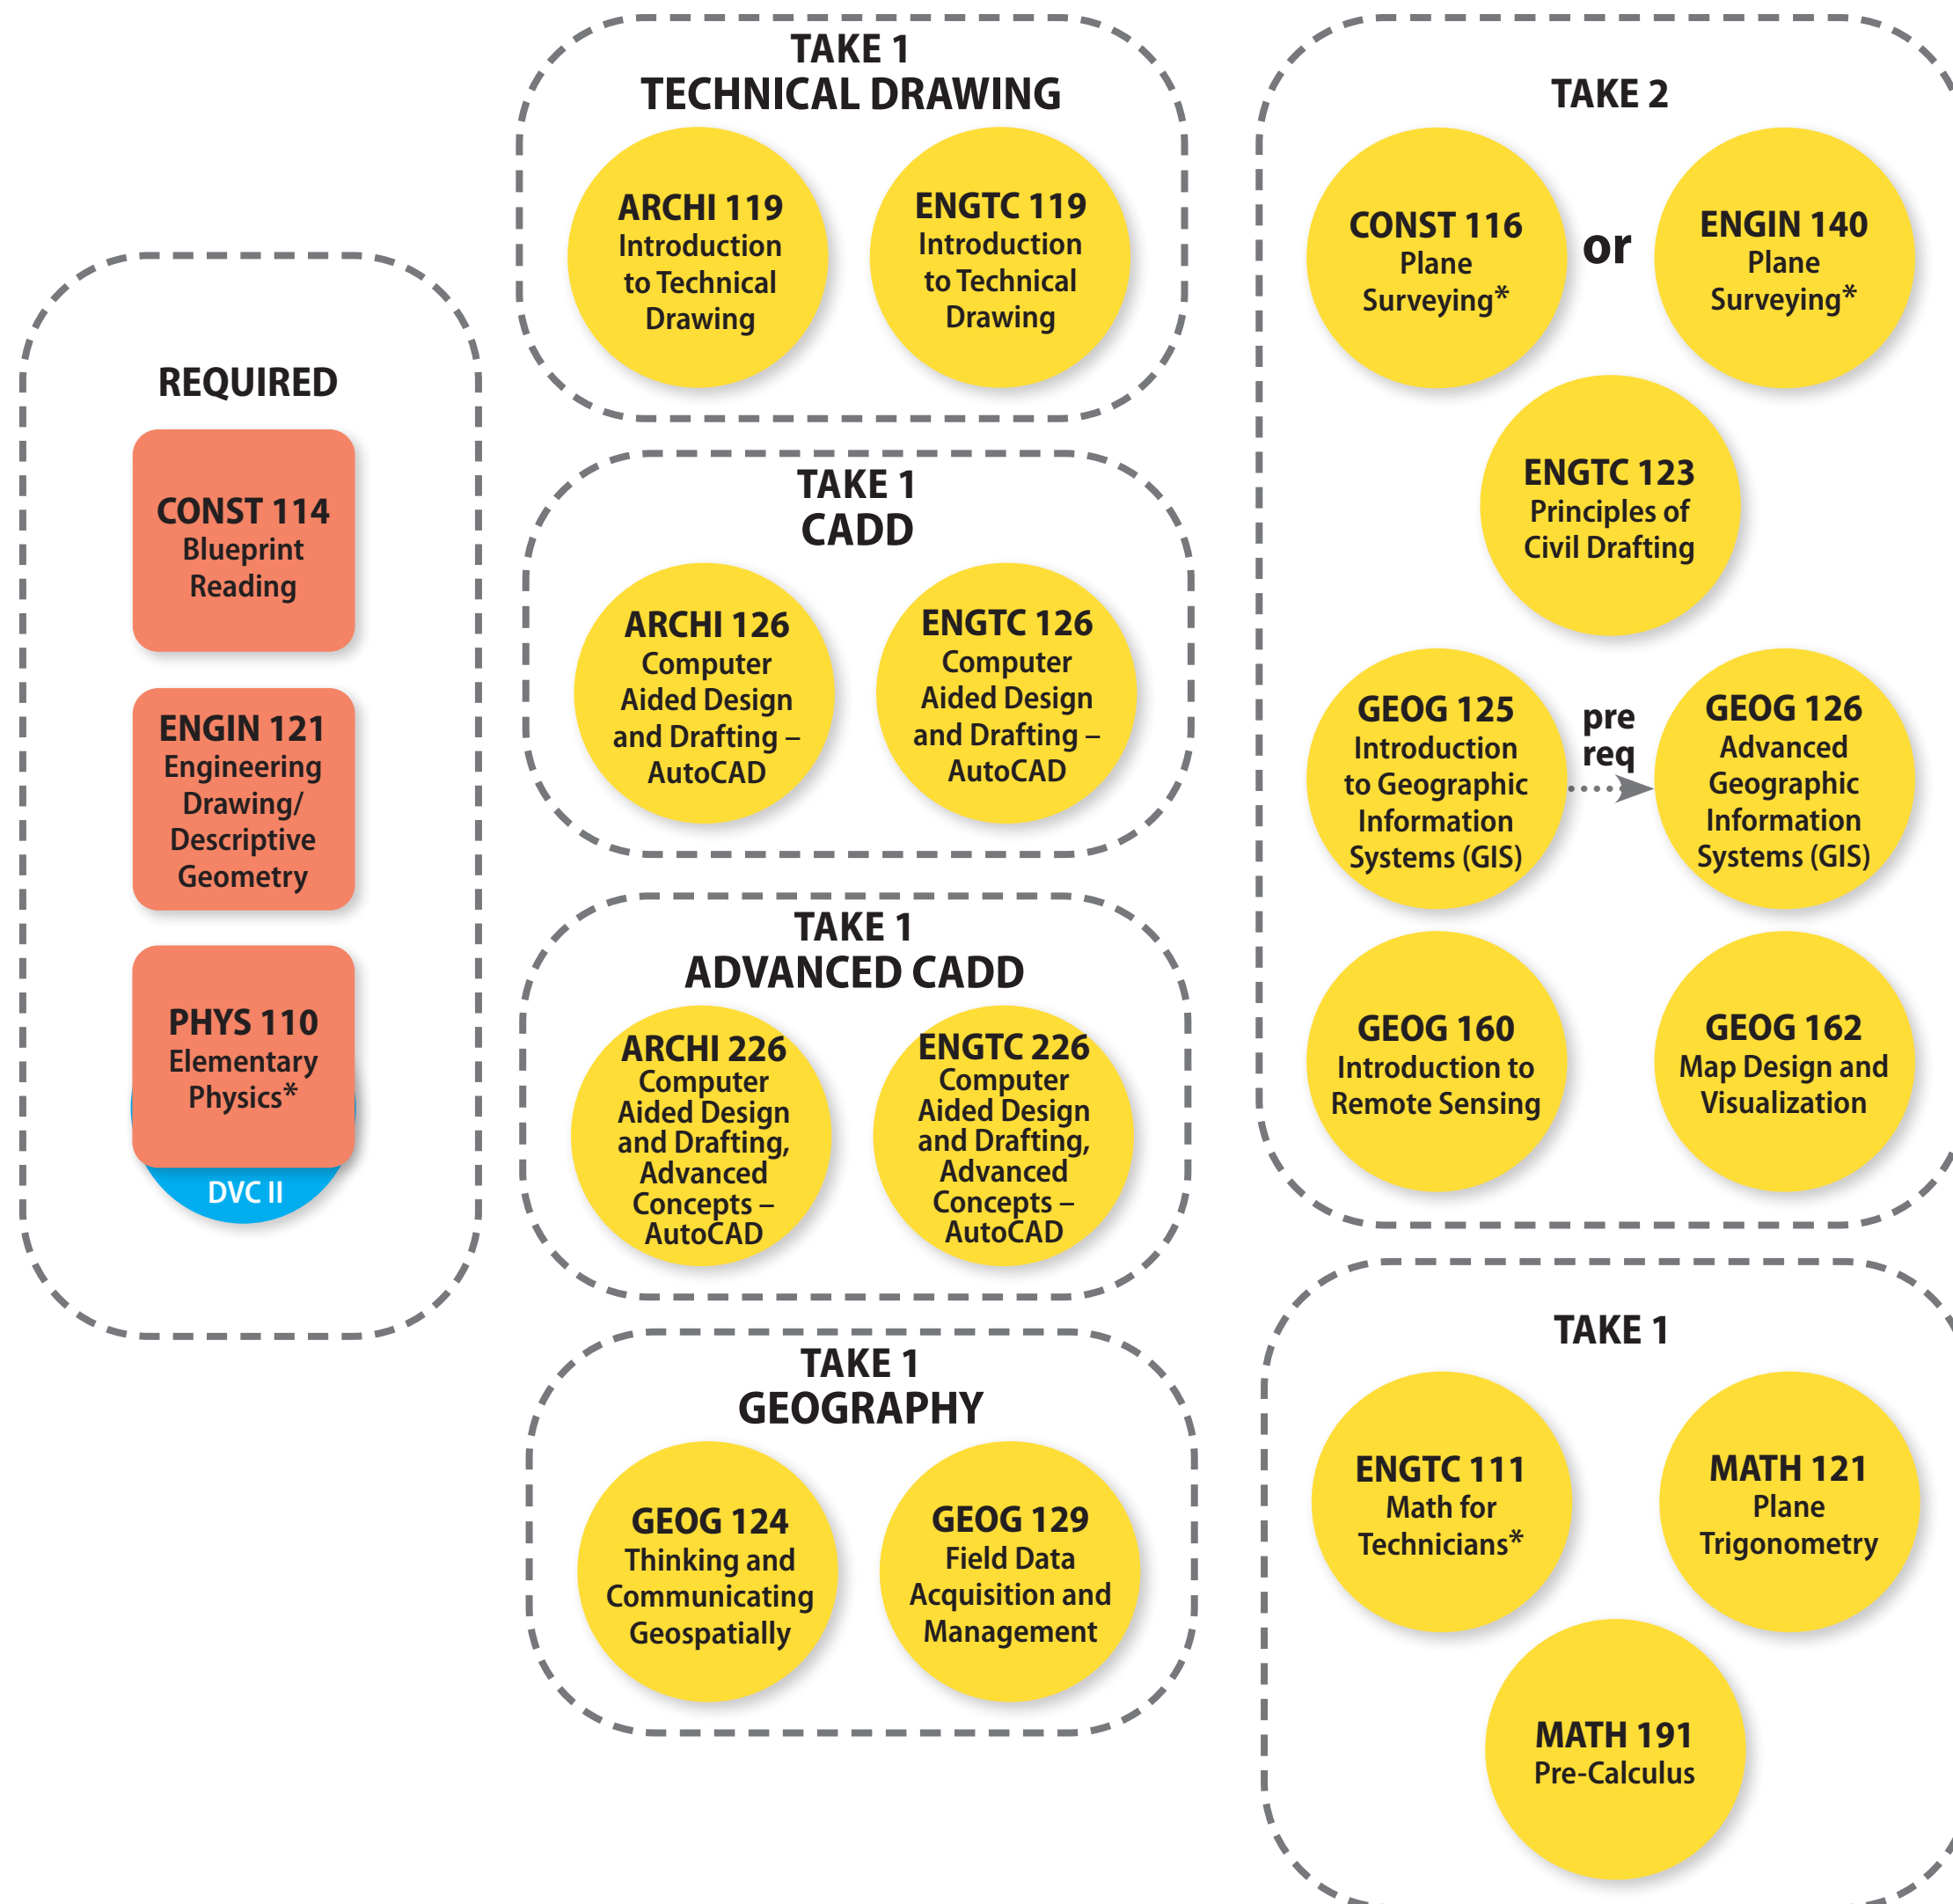 REQUIRED
CONST 114
Blueprint
Reading
ENGIN 121
Engineering
Drawing/
Descriptive
Geometry
PHYS 110
Elementary
Physics*
DVC II
TAKE 1
TECHNICAL DRAWING
ARCHI 119
Introduction
to Technical
Drawing
ENGTC 119
Introduction
to Technical
Drawing
TAKE 1
CADD
ARCHI 126
Computer
Aided Design
and Drafting –
AutoCAD
ENGTC 126
Computer
Aided Design
and Drafting –
AutoCAD
TAKE 1
ADVANCED CADD
ARCHI 226
Computer
Aided Design
and Drafting,
Advanced
Concepts –
AutoCAD
ENGTC 226
Computer
Aided Design
and Drafting,
Advanced
Concepts –
AutoCAD
TAKE 1
GEOGRAPHY
GEOG 124
Thinking and
Communicating
Geospatially
GEOG 129
Field Data
Acquisition and
Management
TAKE 2
CONST 116
Plane
Surveying*
or
ENGIN 140
Plane
Surveying*
ENGTC 123
Principles of
Civil Drafting
GEOG 125
Introduction
to Geographic
Information
Systems (GIS)
pre
req
GEOG 126
Advanced
Geographic
Information
Systems (GIS)
GEOG 160
Introduction to
Remote Sensing
GEOG 162
Map Design and
Visualization
TAKE 1
ENGTC 111
Math for
Technicians*
MATH 121
Plane
Trigonometry
MATH 191
Pre-Calculus